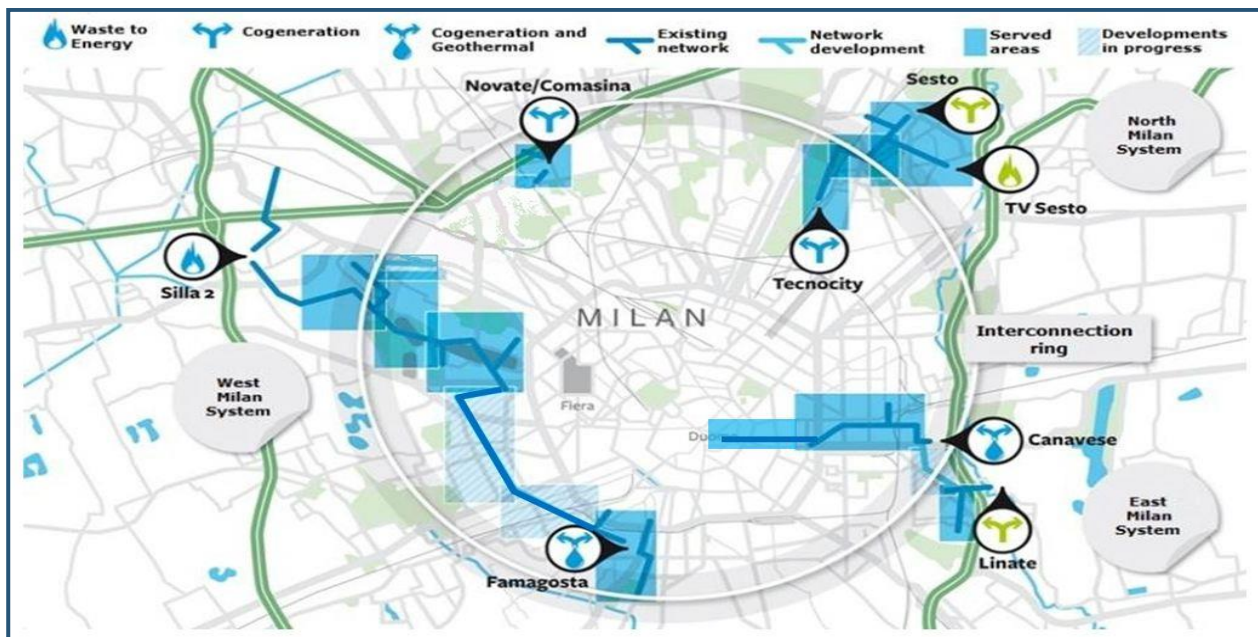 Waste to
Energy
Cogeneration
Cogeneration and
Geothermal
Existing
network
Network
development
Served
areas
Developments
in progress
Novate/Comasina
Sesto
North
Milan
System
TV Sesto
Silla 2
Tecnocity
MILAN
Interconnection
ring
West
Milan
System
Fiera
Duo
Canavese
East
Milan
System
Linate
Famagosta